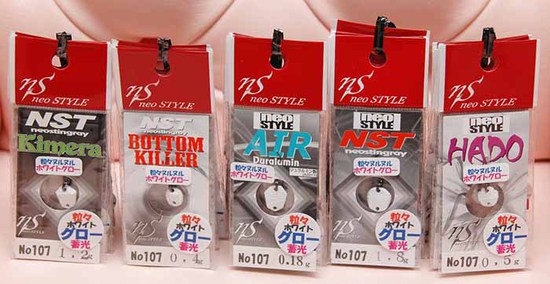 nps
neo STYLE
NST
neostingray
Kimera
粒々ヌルヌル
ホワイトグロー
粒々
ホワイト
グロー
蓄光
No107 1,2g
nps
neo STYLE
NST
neostingray
BOTTOM
KILLER
粒々ヌルヌル
ホワイトグロー
粒々
ホワイト
グロー
蓄光
No107 0,4g
nps
neo STYLE
neo
STYLE
AIR
Duralumin
粒々ヌルヌル
ホワイトグロー
粒々
ホワイト
グロー
蓄光
No107 0.18g
nps
neo STYLE
neo
STYLE
NST
neostingray
粒々ヌルヌル
ホワイトグロー
粒々
ホワイト
グロー
蓄光
No107 1,8g
nps
neo STYLE
neo
STYLE
HADO
粒々ヌルヌル
ホワイトグロー
粒々
ホワイト
グロー
蓄光
No107 0,5g